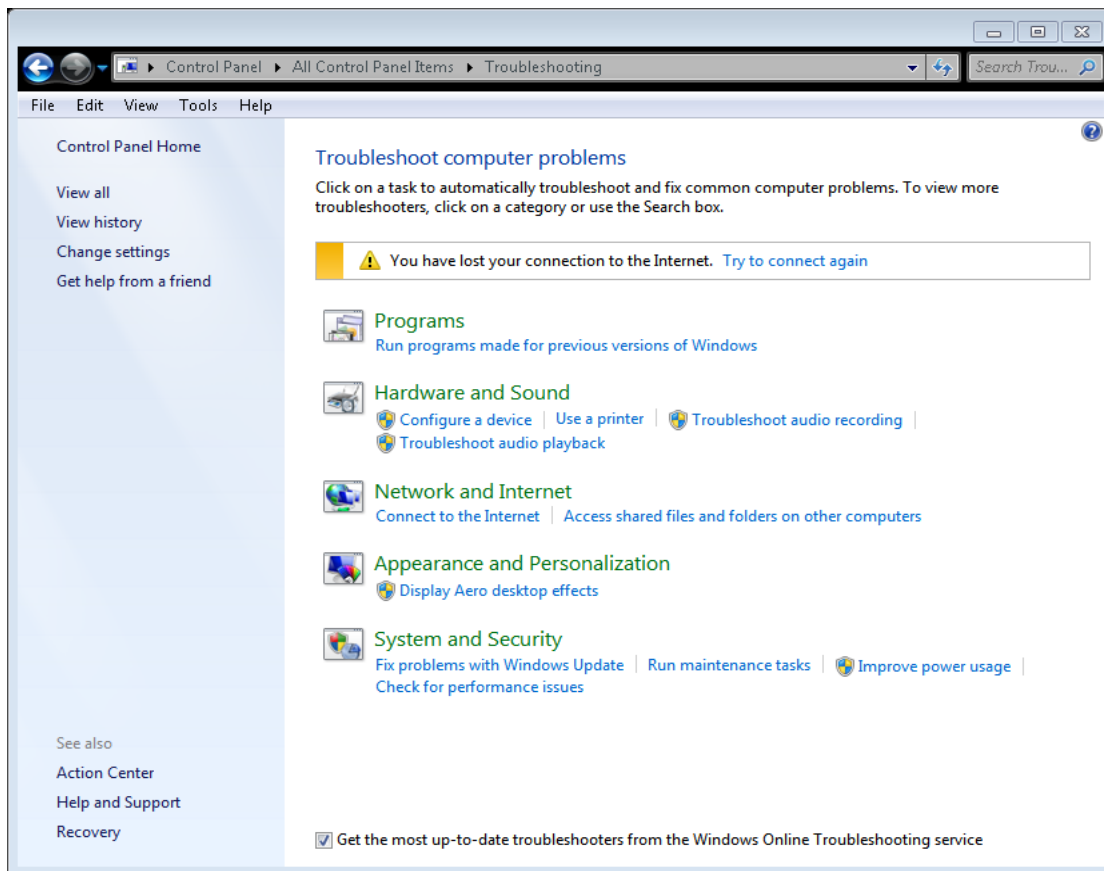 Control Panel All Control Panel Items Troubleshooting Search Trou...
File Edit View Tools Help
Control Panel Home
View all
View history
Change settings
Get help from a friend
Troubleshoot computer problems
Click on a task to automatically troubleshoot and fix common computer problems. To view more
troubleshooters, click on a category or use the Search box.
You have lost your connection to the Internet. Try to connect again
Programs
Run programs made for previous versions of Windows
Hardware and Sound
Configure a device Use a printer Troubleshoot audio recording
Troubleshoot audio playback
Network and Internet
Connect to the Internet Access shared files and folders on other computers
Appearance and Personalization
Display Aero desktop effects
System and Security
Fix problems with Windows Update Run maintenance tasks Improve power usage
Check for performance issues
See also
Action Center
Help and Support
Recovery
Get the most up-to-date troubleshooters from the Windows Online Troubleshooting service